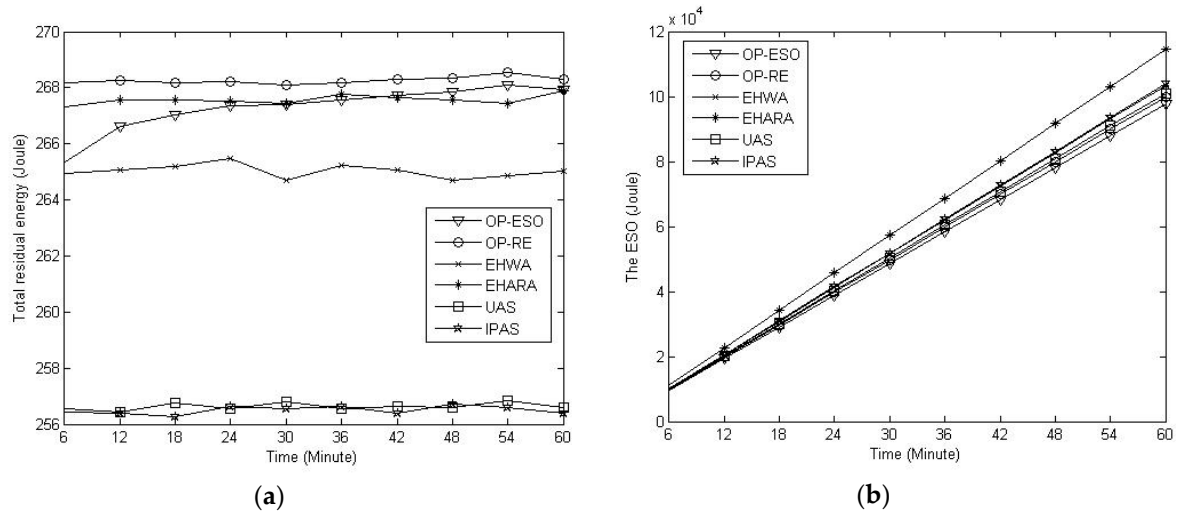 270
268
266
264
262
260
258
256
Total residual energy (Joule)
OP-ESO
OP-RE
EHWA
EHARA
UAS
IPAS
6 12 18 24 30 36 42 48 54 60
Time (Minute)
(a)
x 10^4
12
10
8
6
4
2
0
The ESO (Joule)
OP-ESO
OP-RE
EHWA
EHARA
UAS
IPAS
6 12 18 24 30 36 42 48 54 60
Time (Minute)
(b)